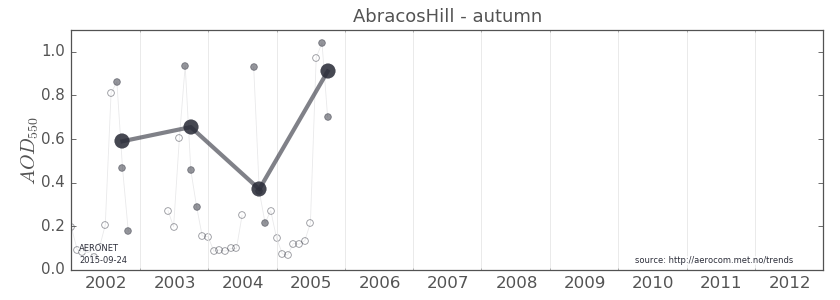 AbracosHill - autumn
AOD550
1.0
0.8
0.6
0.4
0.2
0.0
AERONET
2015-09-24
source: http://aerocom.met.no/trends
2002 2003 2004 2005 2006 2007 2008 2009 2010 2011 2012